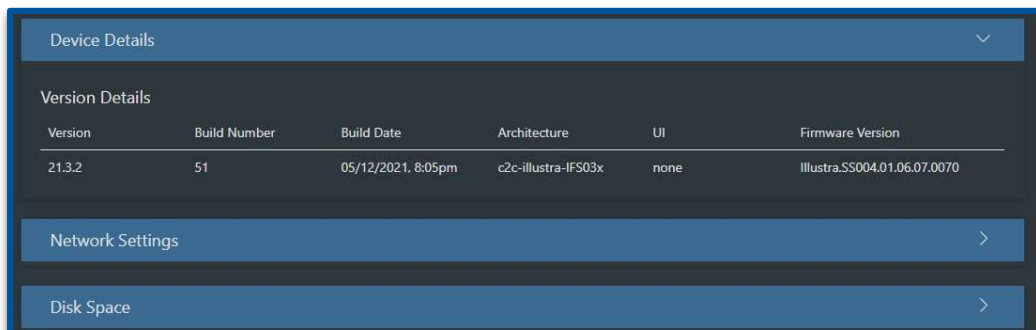 Device Details
Version Details
Version Build Number Build Date Architecture UI Firmware Version
21.3.2 51 05/12/2021, 8:05pm c2c-illustra-IFS03x none Illustra.SS004.01.06.07.0070
Network Settings
Disk Space